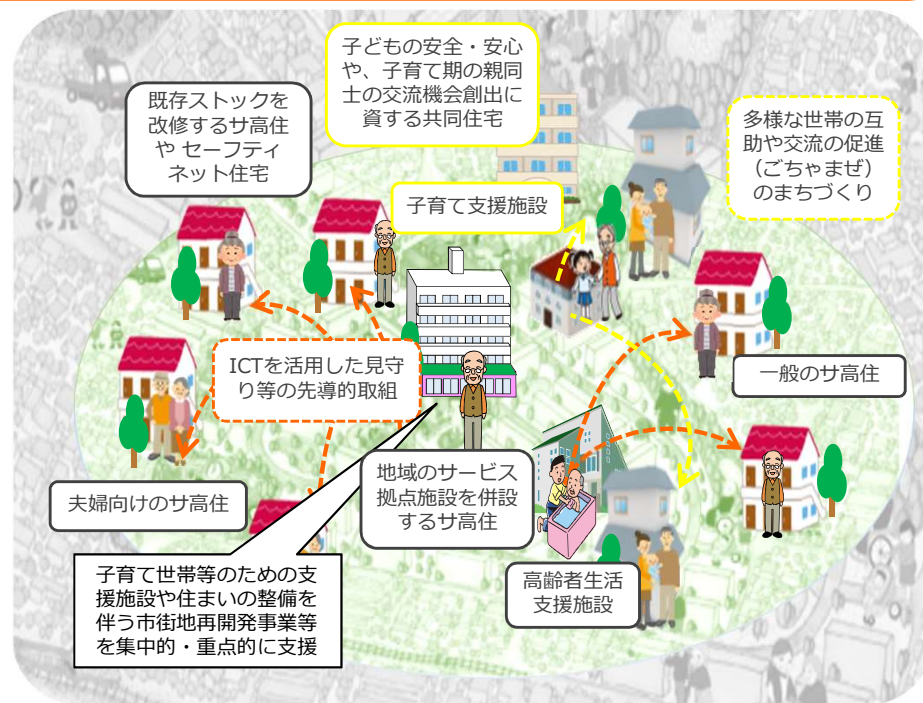 子どもの安全・安心
や、子育て期の親同
士の交流機会創出に
資する共同住宅
既存ストックを
改修するサ高住
や セーフティ
ネット住宅
多様な世帯の互
助や交流の促進
（ごちゃまぜ）
のまちづくり
子育て支援施設
ICTを活用した見守
り等の先導的取組
一般のサ高住
夫婦向けのサ高住
地域のサービス
拠点施設を併設
するサ高住
子育て世帯等のための支
援施設や住まいの整備を
伴う市街地再開発事業等
を集中的・重点的に支援
高齢者生活
支援施設